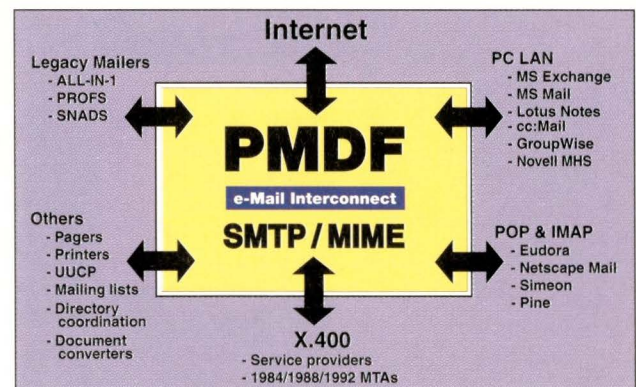 Internet
Legacy Mailers
- ALL-IN-1
- PROFS
- SNADS
PC LAN
- MS Exchange
- MS Mail
- Lotus Notes
- cc:Mail
- GroupWise
- Novell MHS
PMDF
e-Mail Interconnect
SMTP / MIME
Others
- Pagers
- Printers
- UUCP
- Mailing lists
- Directory
coordination
- Document
converters
POP & IMAP
- Eudora
- Netscape Mail
- Simeon
- Pine
X.400
- Service providers
- 1984/1988/1992 MTAs